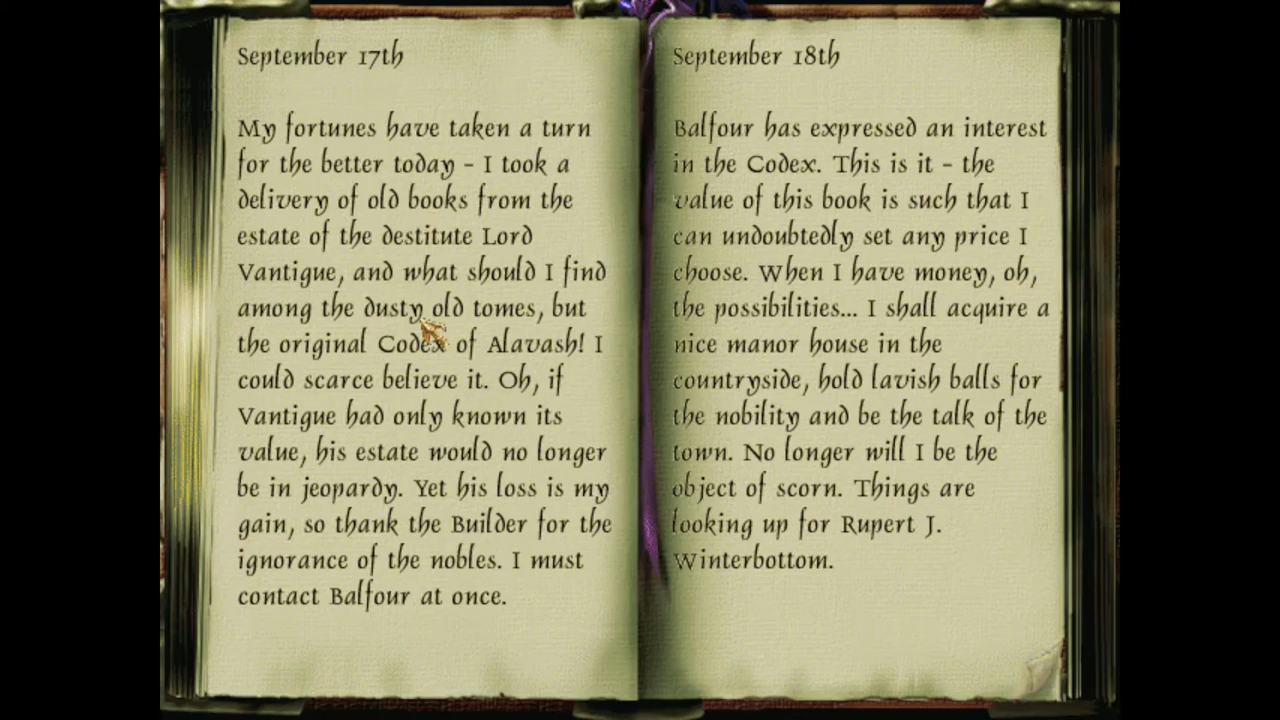 September 17th
My fortunes have taken a turn
for the better today - I took a
delivery of old books from the
estate of the destitute Lord
Vantigue, and what should I find
among the dusty old tomes, but
the original Codex of Alavash! I
could scarce believe it. Oh, if
Vantigue had only known its
value, his estate would no longer
be in jeopardy. Yet his loss is my
gain, so thank the Builder for the
ignorance of the nobles. I must
contact Balfour at once.
September 18th
Balfour has expressed an interest
in the Codex. This is it - the
value of this book is such that I
can undoubtedly set any price I
choose. When I have money, oh,
the possibilities... I shall acquire a
nice manor house in the
countryside, hold lavish balls for
the nobility and be the talk of the
town. No longer will I be the
object of scorn. Things are
looking up for Rupert J.
Winterbottom.